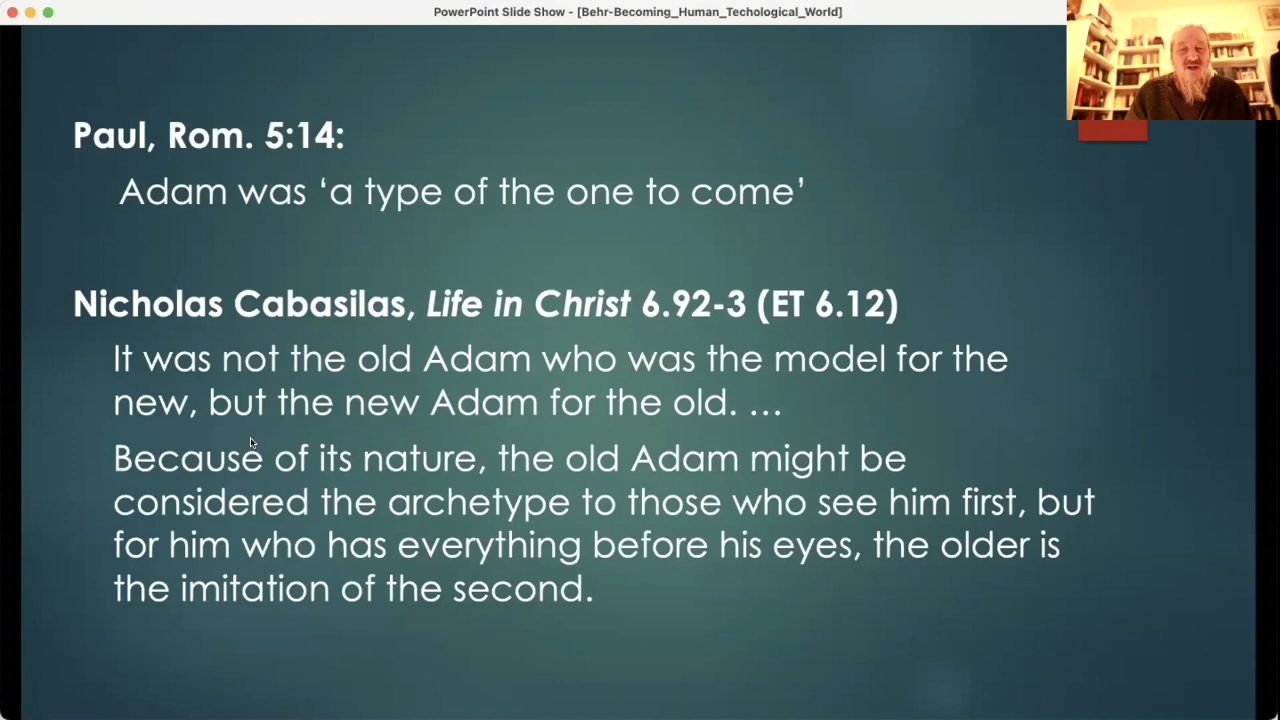 PowerPoint Slide Show - [Behr-Becoming_Human_Techological_World]
Paul, Rom. 5:14:
Adam was ‘a type of the one to come’
Nicholas Cabasilas, Life in Christ 6.92-3 (ET 6.12)
It was not the old Adam who was the model for the
new, but the new Adam for the old. …
Because of its nature, the old Adam might be
considered the archetype to those who see him first, but
for him who has everything before his eyes, the older is
the imitation of the second.